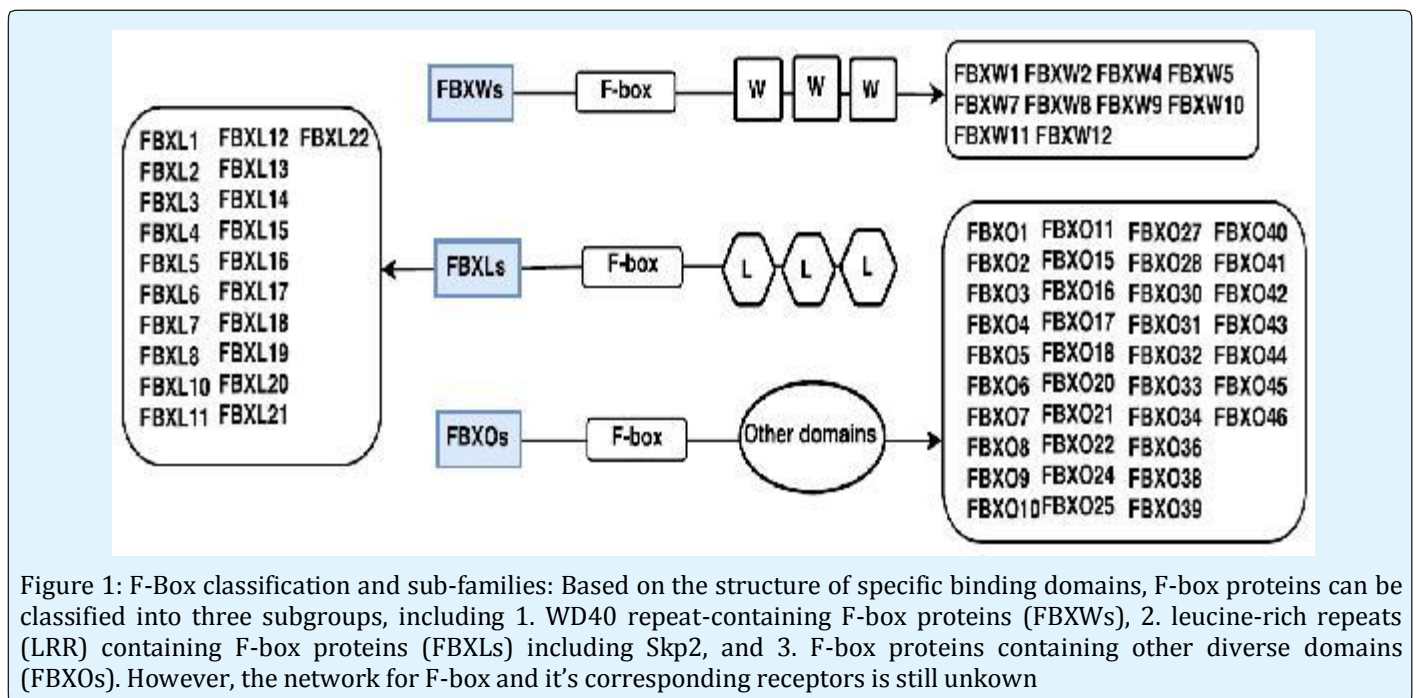 FBXWs F-box W W W
FBXW1 FBXW2 FBXW4 FBXW5
FBXW7 FBXW8 FBXW9 FBXW10
FBXW11 FBXW12
FBXL1 FBXL12 FBXL22
FBXL2 FBXL13
FBXL3 FBXL14
FBXL4 FBXL15
FBXL5 FBXL16
FBXL6 FBXL17
FBXL7 FBXL18
FBXL8 FBXL19
FBXL10 FBXL20
FBXL11 FBXL21
FBXLs F-box L L L
FBXOs F-box Other domains
FBXO1 FBXO11 FBXO27 FBXO40
FBXO2 FBXO15 FBXO28 FBXO41
FBXO3 FBXO16 FBXO30 FBXO42
FBXO4 FBXO17 FBXO31 FBXO43
FBXO5 FBXO18 FBXO32 FBXO44
FBXO6 FBXO20 FBXO33 FBXO45
FBXO7 FBXO21 FBXO34 FBXO46
FBXO8 FBXO22 FBXO36
FBXO9 FBXO24 FBXO38
FBXO10 FBXO25 FBXO39
Figure 1: F-Box classification and sub-families: Based on the structure of specific binding domains, F-box proteins can be
classified into three subgroups, including 1. WD40 repeat-containing F-box proteins (FBXWs), 2. leucine-rich repeats
(LRR) containing F-box proteins (FBXLs) including Skp2, and 3. F-box proteins containing other diverse domains
(FBXOs). However, the network for F-box and it's corresponding receptors is still unkown